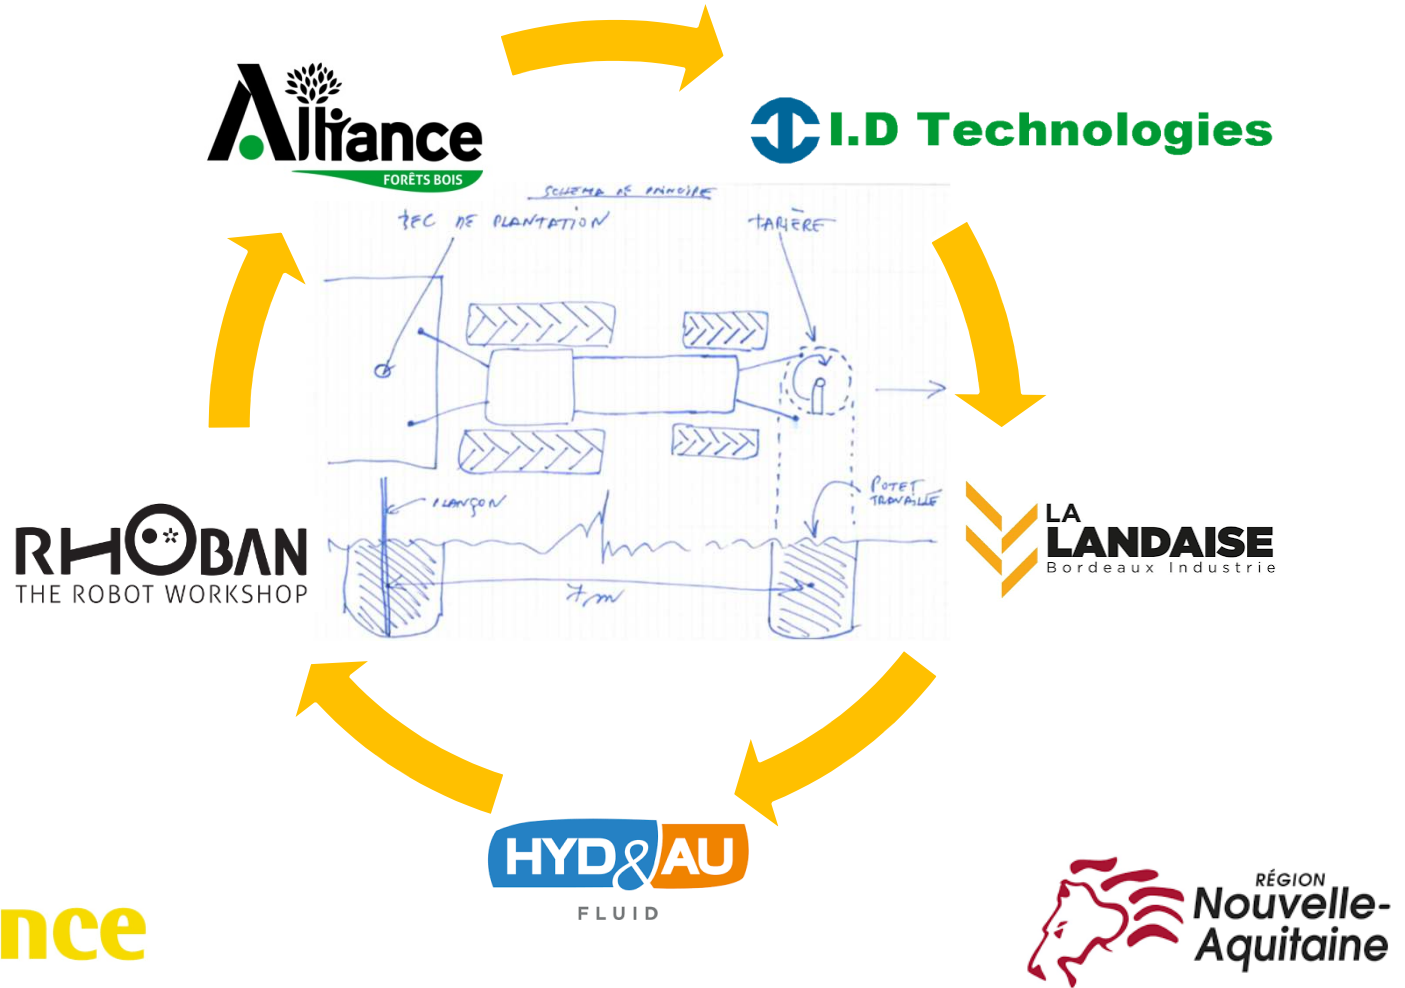 Alliance
FORÊTS BOIS
I.D Technologies
SCHEMA DE PRINCIPE
BEC DE PLANTATION
TARIÈRE
PLANÇON
POTET
TRAVAILLÉ
7m
RHOBAN
THE ROBOT WORKSHOP
LA
LANDAISE
Bordeaux Industrie
HYD&AU
FLUID
nce
RÉGION
Nouvelle-
Aquitaine